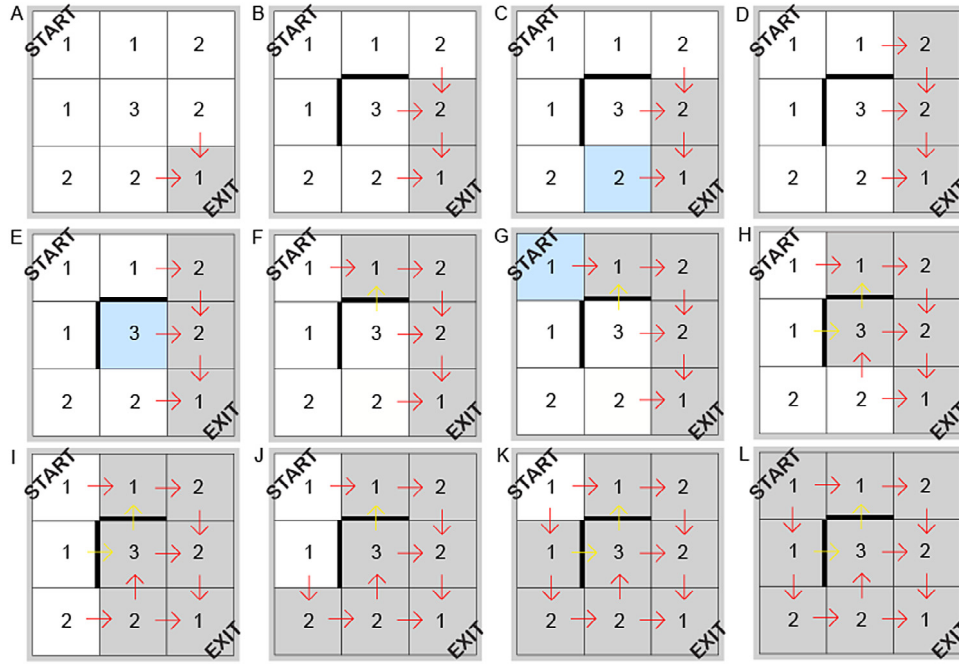 A B C D
START START START START
1 1 2 1 1 2 1 1 2 1 1 2
1 3 2 1 3 2 1 3 2 1 3 2
2 2 1 2 2 1 2 2 1 2 2 1
EXIT EXIT EXIT EXIT
E F G H
START START START START
1 1 2 1 1 2 1 1 2 1 1 2
1 3 2 1 3 2 1 3 2 1 3 2
2 2 1 2 2 1 2 2 1 2 2 1
EXIT EXIT EXIT EXIT
I J K L
START START START START
1 1 2 1 1 2 1 1 2 1 1 2
1 3 2 1 3 2 1 3 2 1 3 2
2 2 1 2 2 1 2 2 1 2 2 1
EXIT EXIT EXIT EXIT